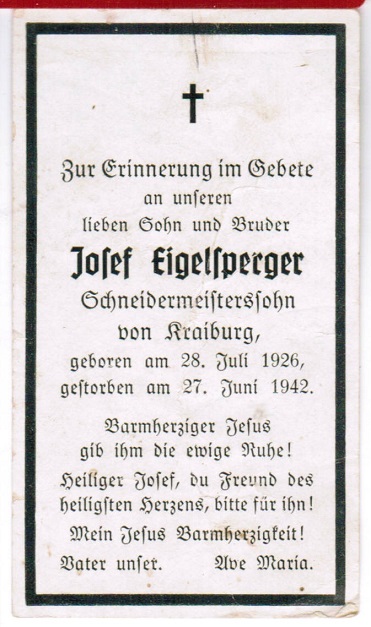 Zur Erinnerung im Gebete
an unſeren
lieben Sohn und Bruder
Joſef Eigelſperger
Schneidermeiſtersſohn
von Kraiburg,
geboren am 28. Juli 1926,
geſtorben am 27. Juni 1942.
Barmherziger Jeſus
gib ihm die ewige Ruhe!
Heiliger Joſef, du Freund des
heiligſten Herzens, bitte für ihn!
Mein Jeſus Barmherzigkeit!
Vater unſer. Ave Maria.